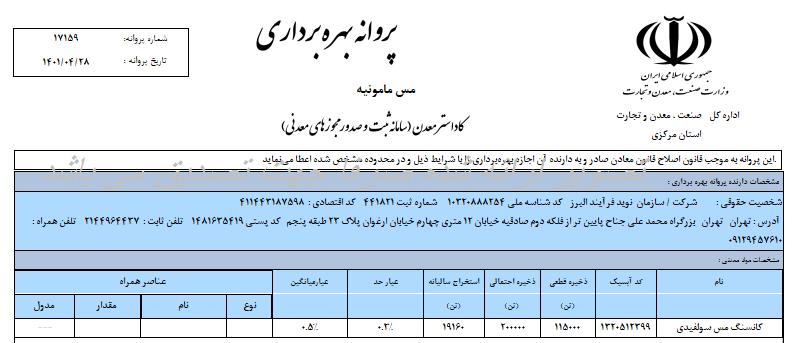 جمهوری اسلامی ایران
وزارت صنعت، معدن و تجارت
اداره کل صنعت ، معدن و تجارت
استان مرکزی
پروانه بهره برداری
مس مامونیه
کاداستر معدن (سامانه ثبت و صدور مجوزهای معدنی)
شماره پروانه: ۱۷۱۵۹
تاریخ پروانه : ۱۴۰۱/۰۴/۲۸
این پروانه به موجب قانون اصلاح قانون معادن صادر و به دارنده آن اجازه بهره‌برداری را با شرایط ذیل و در محدوده مشخص شده اعطا می‌نماید.
مشخصات دارنده پروانه بهره برداری :
شخصیت حقوقی : شرکت / سازمان نوید فرآیند البرز کد شناسه ملی ۱۰۳۲۰۸۸۸۲۵۴ شماره ثبت ۴۴۱۸۲۱ کد اقتصادی : ۴۱۱۴۴۳۱۸۷۵۹۸
آدرس : تهران تهران بزرگراه محمد علی جناح پایین تر از فلکه دوم صادقیه خیابان ۱۲ متری چهارم خیابان ارغوان پلاک ۲۳ طبقه پنجم کد پستی ۱۴۸۱۶۳۵۴۱۹ تلفن ثابت : ۲۱۴۴۹۶۴۴۳۷ تلفن همراه :
۰۹۱۲۹۴۵۷۶۱۰
مشخصات مواد معدنی :
نام کد آیسیک ذخیره قطعی (تن) ذخیره احتمالی (تن) استخراج سالیانه (تن) عیار حد عیارمیانگین عناصر همراه
نوع نام مقدار مدول
کانسنگ مس سولفیدی ۱۳۲۰۵۱۲۳۹۹ ۱۱۵۰۰۰ ۲۰۰۰۰۰ ۱۹۱۶۰ ۰.۳٪ ۰.۵٪ ---